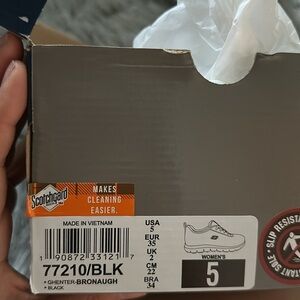 Scotchgard
MAKES
CLEANING
EASIER.
MADE IN VIETNAM
1 90872 33121 7
77210/BLK
• GHENTER-BRONAUGH
• BLACK
USA
5
EUR
35
UK
2
CM
22
BRA
34
WOMEN'S
5
SLIP RESISTA